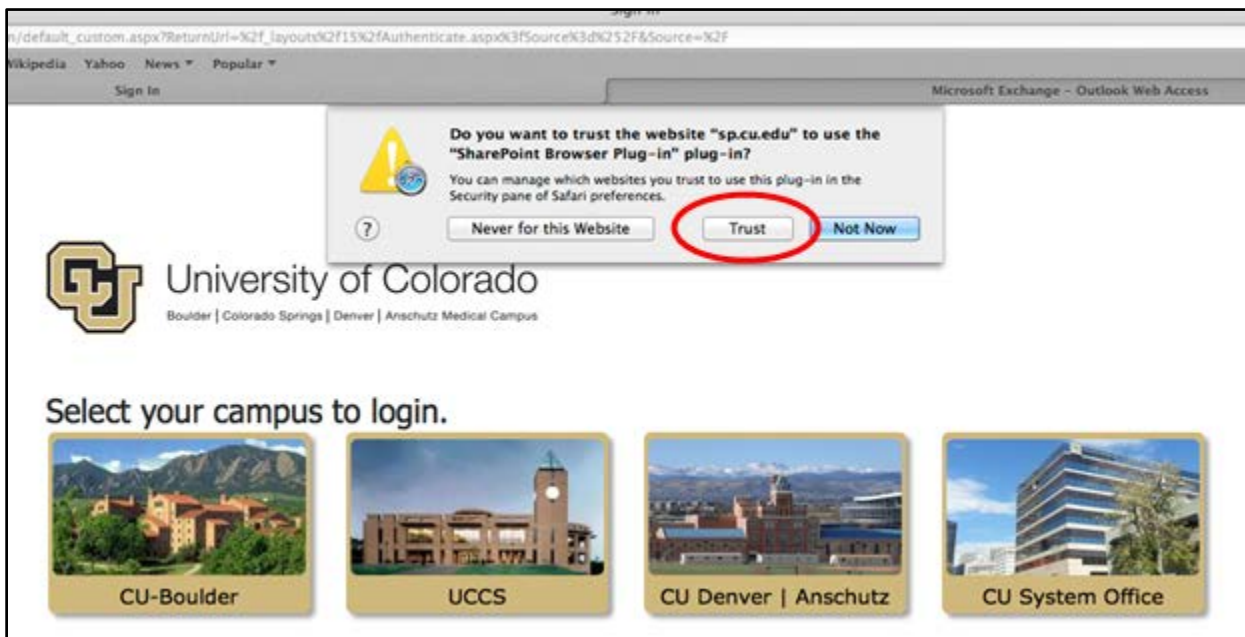 Sign In
n/default_custom.aspx?ReturnUrl=%2f_layouts%2f15%2fAuthenticate.aspx%3fSource%3d%252F&Source=%2F
Wikipedia Yahoo News Popular
Sign In
Microsoft Exchange - Outlook Web Access
Do you want to trust the website "sp.cu.edu" to use the
"SharePoint Browser Plug-in" plug-in?
You can manage which websites you trust to use this plug-in in the
Security pane of Safari preferences.
? Never for this Website Trust Not Now
CU
University of Colorado
Boulder | Colorado Springs | Denver | Anschutz Medical Campus
Select your campus to login.
CU-Boulder UCCS CU Denver | Anschutz CU System Office